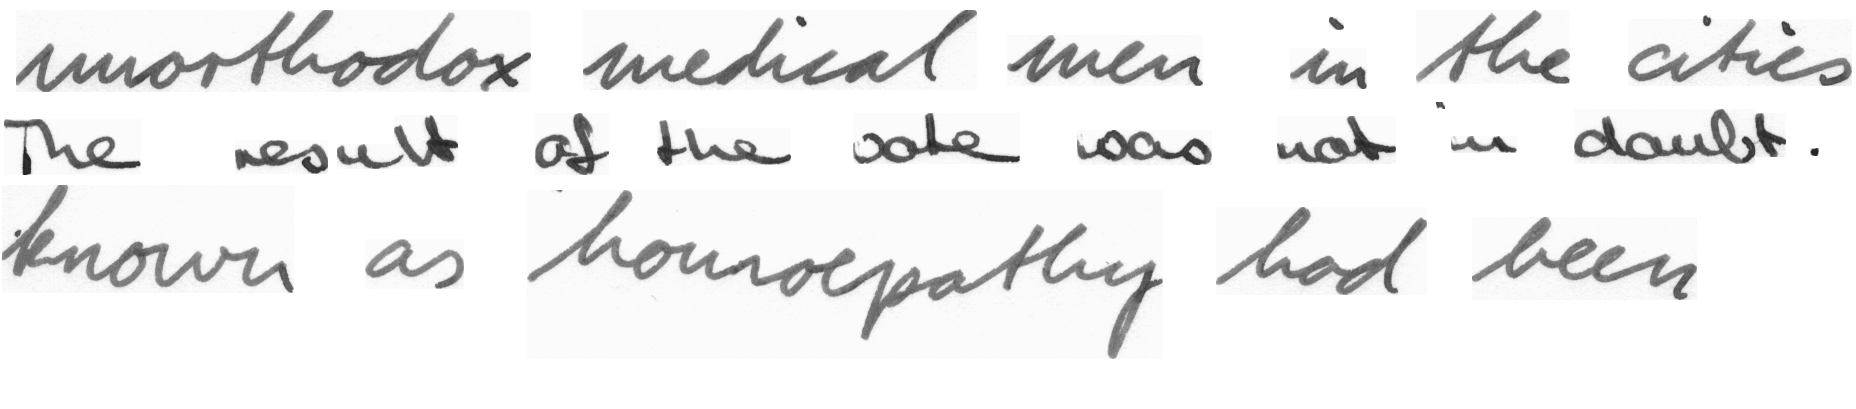 unorthodox medical men in the cities
The result of the vote was not in doubt.
known as homoepathy had been